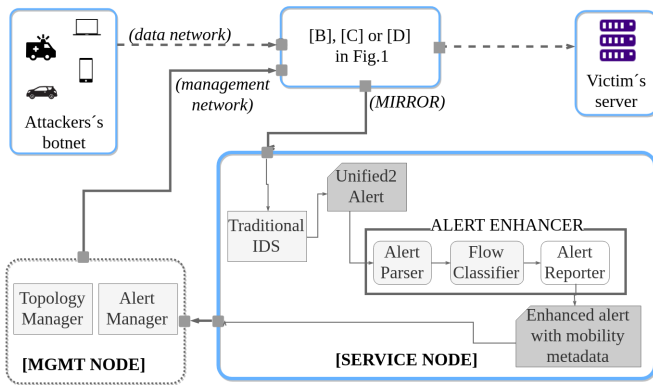 (data network)
[B], [C] or [D]
in Fig.1
Attackers´s
botnet
(management
network)
(MIRROR)
Victim´s
server
Unified2
Alert
Traditional
IDS
ALERT ENHANCER
Alert
Parser
Flow
Classifier
Alert
Reporter
Topology
Manager
Alert
Manager
Enhanced alert
with mobility
metadata
[MGMT NODE]
[SERVICE NODE]